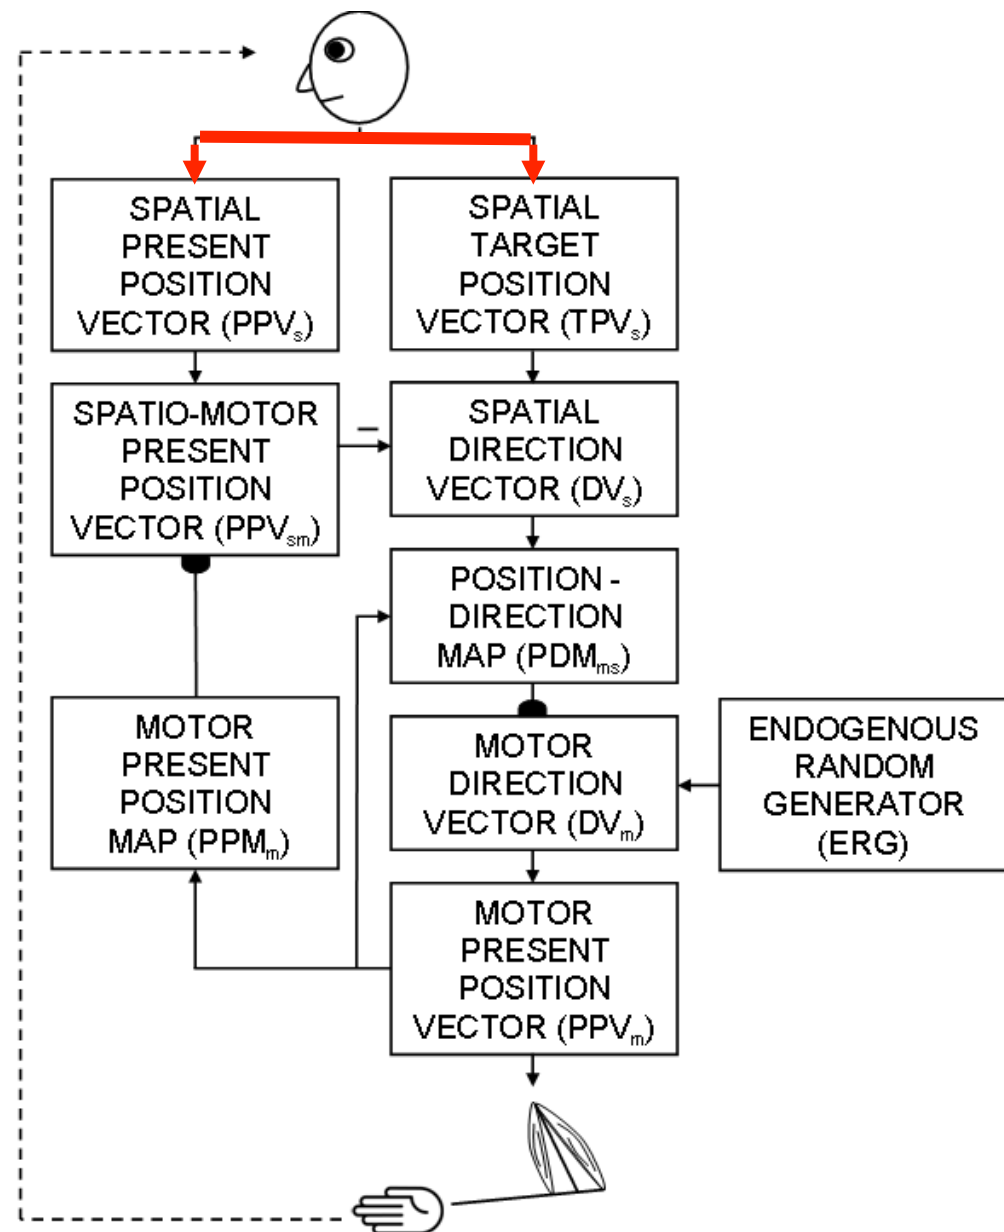 SPATIAL
PRESENT
POSITION
VECTOR (PPVₛ)
SPATIAL
TARGET
POSITION
VECTOR (TPVₛ)
SPATIO-MOTOR
PRESENT
POSITION
VECTOR (PPVₛₘ)
–
SPATIAL
DIRECTION
VECTOR (DVₛ)
POSITION -
DIRECTION
MAP (PDMₘₛ)
MOTOR
PRESENT
POSITION
MAP (PPMₘ)
MOTOR
DIRECTION
VECTOR (DVₘ)
ENDOGENOUS
RANDOM
GENERATOR
(ERG)
MOTOR
PRESENT
POSITION
VECTOR (PPVₘ)